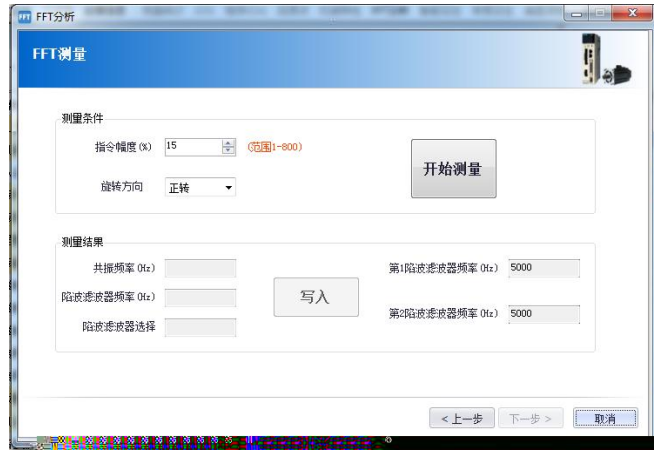 FFT FFT分析
FFT测量
测量条件
指令幅度(%) 15 (范围1-800)
开始测量
旋转方向 正转
测量结果
共振频率(Hz) 第1陷波滤波器频率(Hz) 5000
陷波滤波器频率(Hz) 写入
第2陷波滤波器频率(Hz) 5000
陷波滤波器选择
<上一步 下一步> 取消